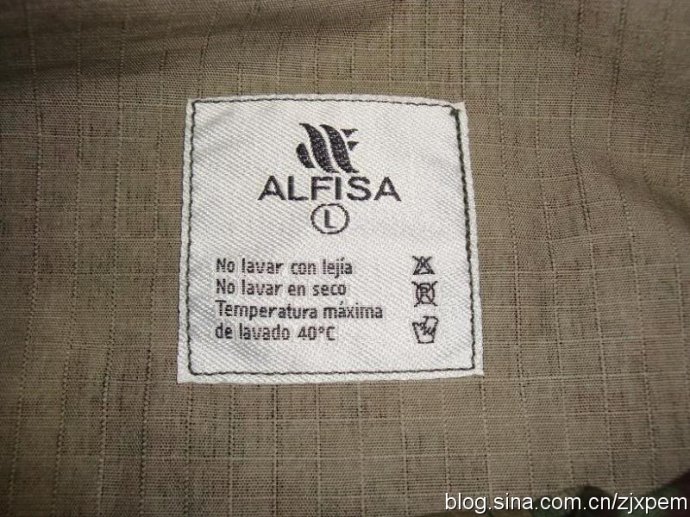 ALFISA
L
No lavar con lejía
No lavar en seco
Temperatura máxima
de lavado 40°C
blog.sina.com.cn/zjxpem